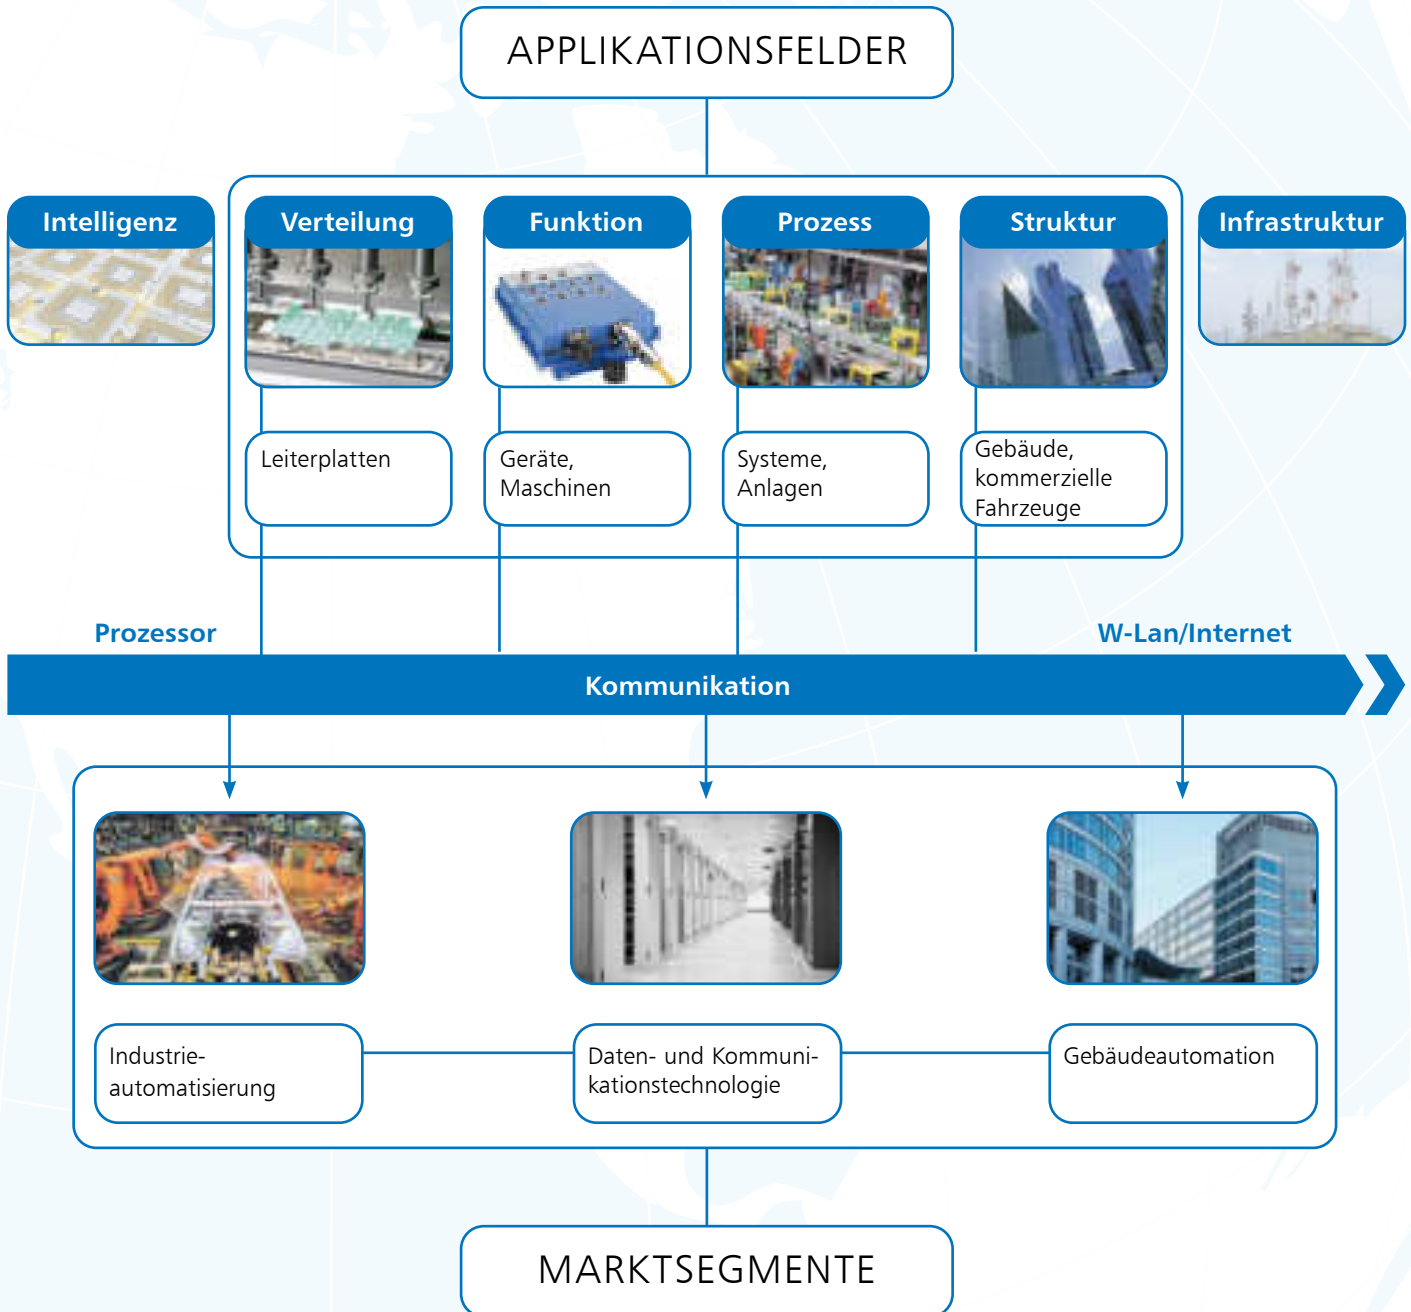 APPLIKATIONSFELDER
Intelligenz
Verteilung
Funktion
Prozess
Struktur
Infrastruktur
Leiterplatten
Geräte,
Maschinen
Systeme,
Anlagen
Gebäude,
kommerzielle
Fahrzeuge
Prozessor
W-Lan/Internet
Kommunikation
Industrie-
automatisierung
Daten- und Kommuni-
kationstechnologie
Gebäudeautomation
MARKTSEGMENTE